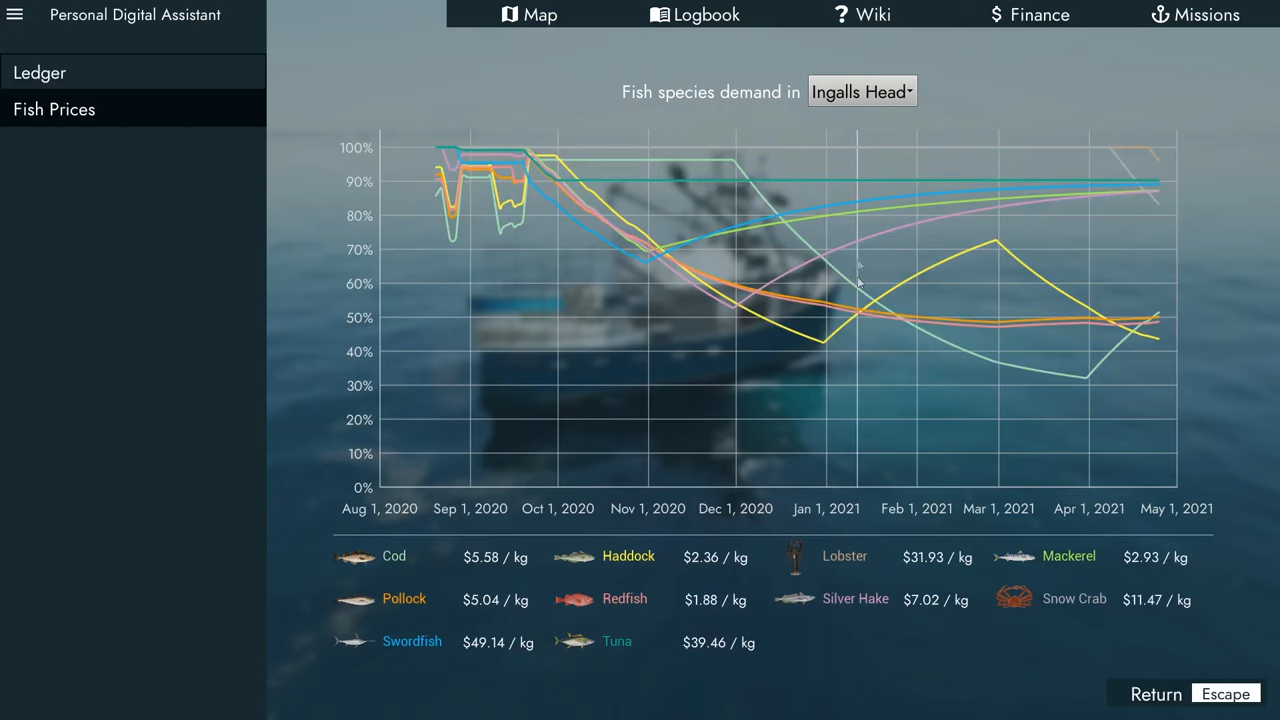 Personal Digital Assistant
Map
Logbook
? Wiki
$ Finance
Missions
Ledger
Fish Prices
Fish species demand in Ingalls Head
100%
90%
80%
70%
60%
50%
40%
30%
20%
10%
0%
Aug 1, 2020 Sep 1, 2020 Oct 1, 2020 Nov 1, 2020 Dec 1, 2020 Jan 1, 2021 Feb 1, 2021 Mar 1, 2021 Apr 1, 2021 May 1, 2021
Cod $5.58 / kg Haddock $2.36 / kg Lobster $31.93 / kg Mackerel $2.93 / kg
Pollock $5.04 / kg Redfish $1.88 / kg Silver Hake $7.02 / kg Snow Crab $11.47 / kg
Swordfish $49.14 / kg Tuna $39.46 / kg
Return Escape